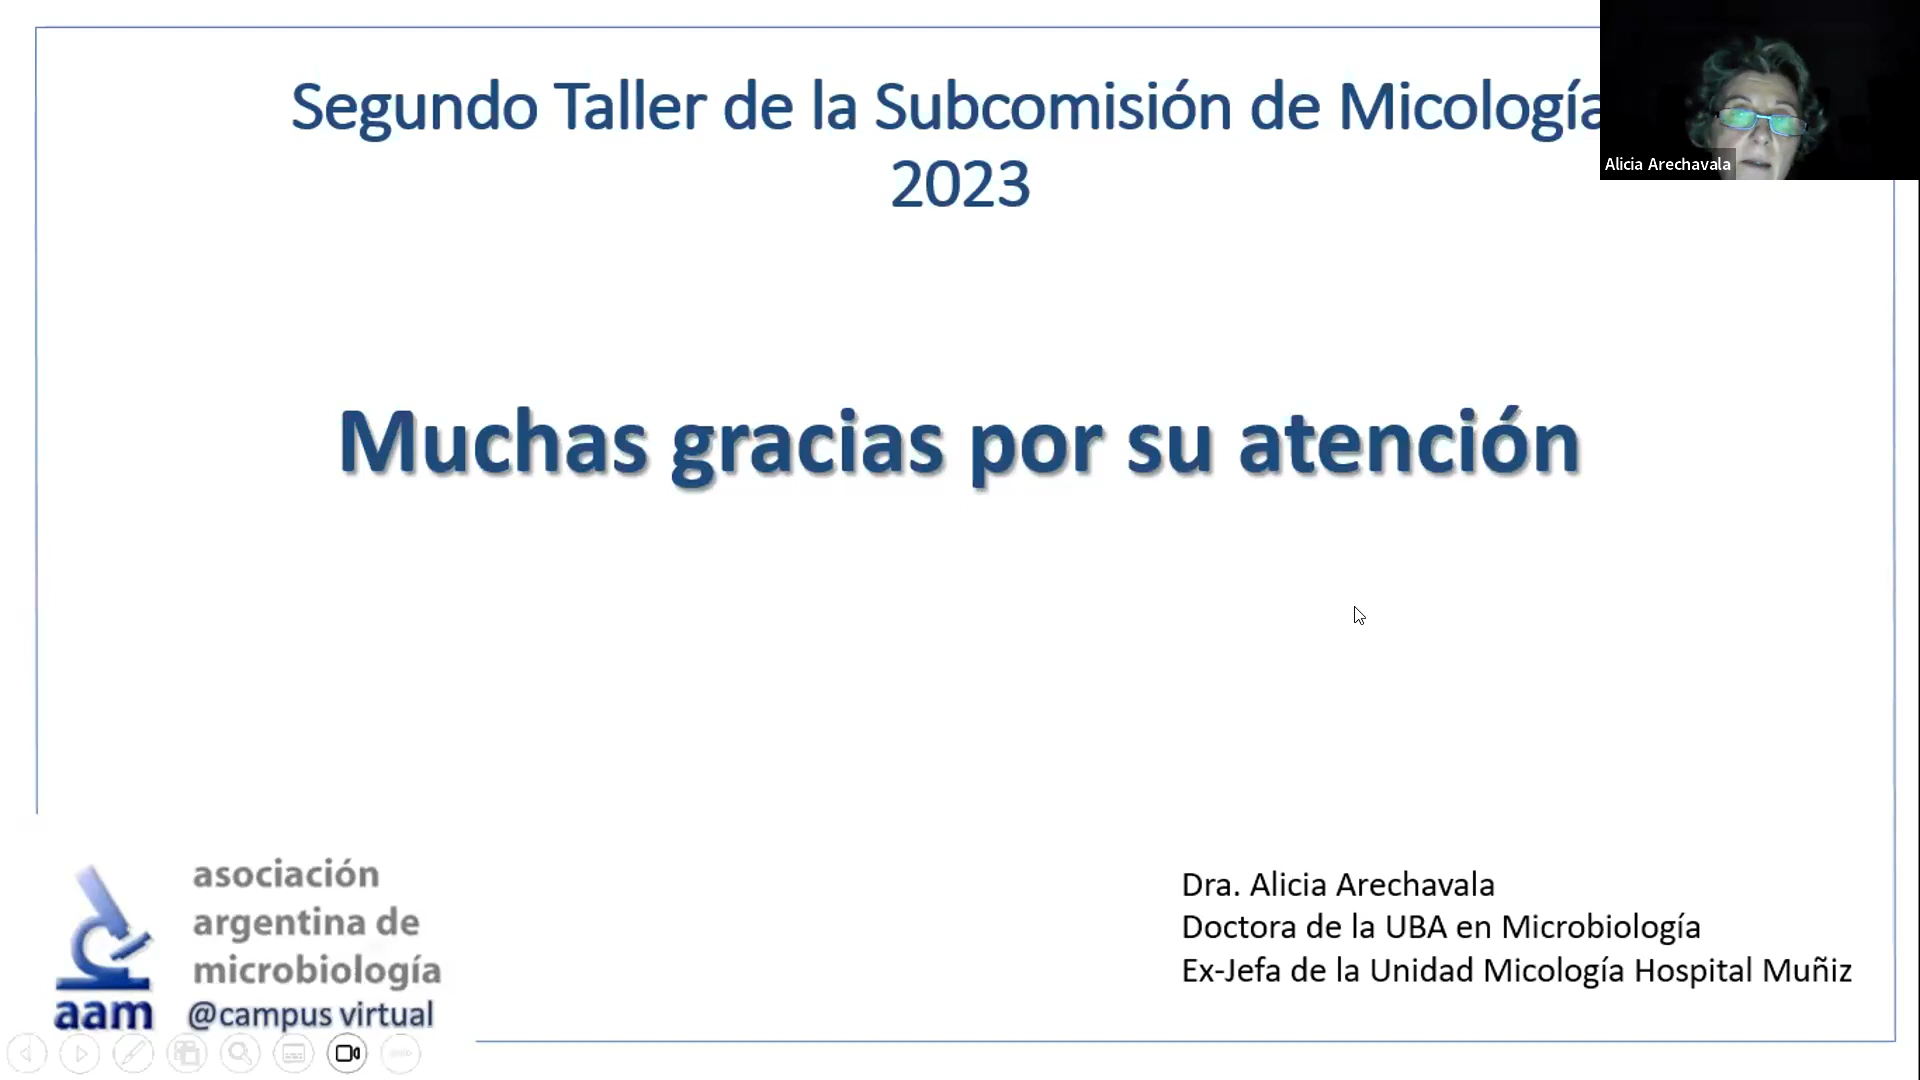 Segundo Taller de la Subcomisión de Micología
2023
Alicia Arechavala
Muchas gracias por su atención
asociación
argentina de
microbiología
aam @campus virtual
Dra. Alicia Arechavala
Doctora de la UBA en Microbiología
Ex-Jefa de la Unidad Micología Hospital Muñiz